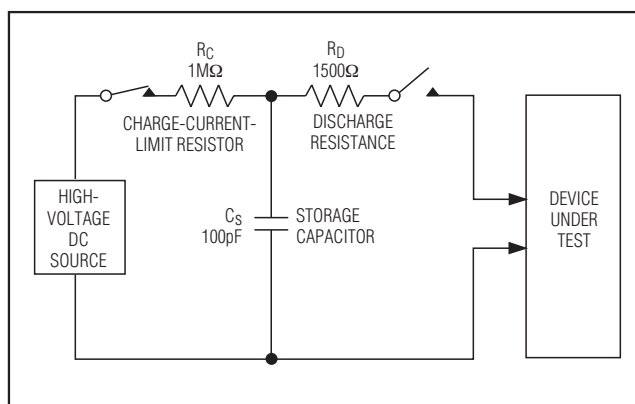 RC
1MΩ
CHARGE-CURRENT-
LIMIT RESISTOR
RD
1500Ω
DISCHARGE
RESISTANCE
HIGH-
VOLTAGE
DC
SOURCE
CS
100pF
STORAGE
CAPACITOR
DEVICE
UNDER
TEST